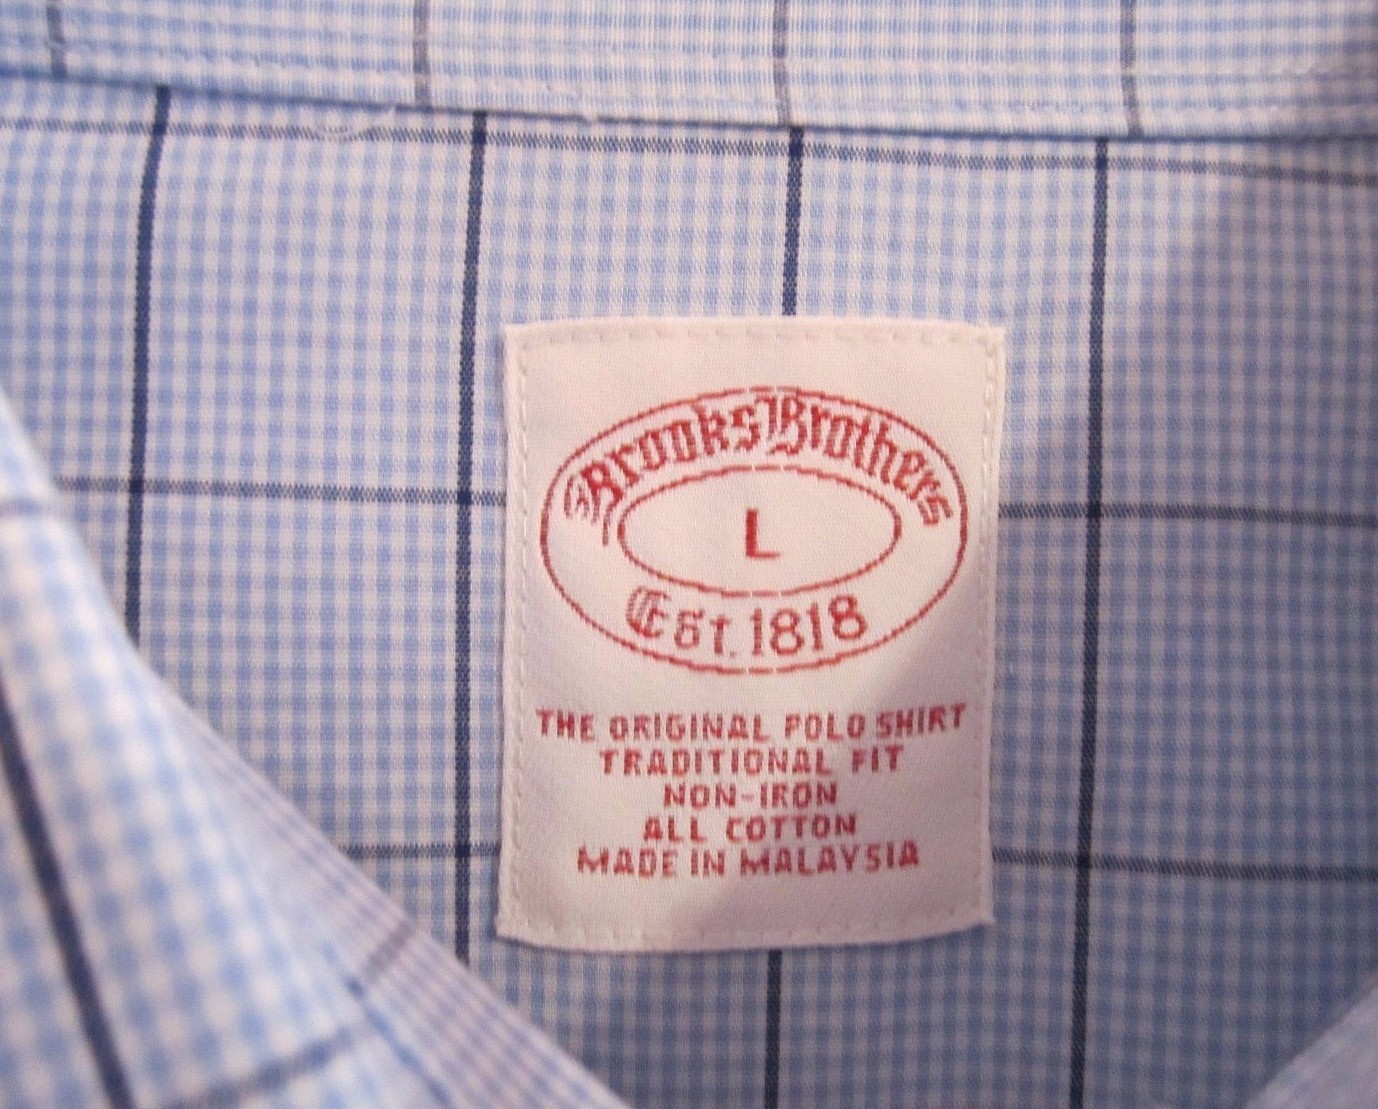 Brooks Brothers
L
Est. 1818
THE ORIGINAL POLO SHIRT
TRADITIONAL FIT
NON-IRON
ALL COTTON
MADE IN MALAYSIA